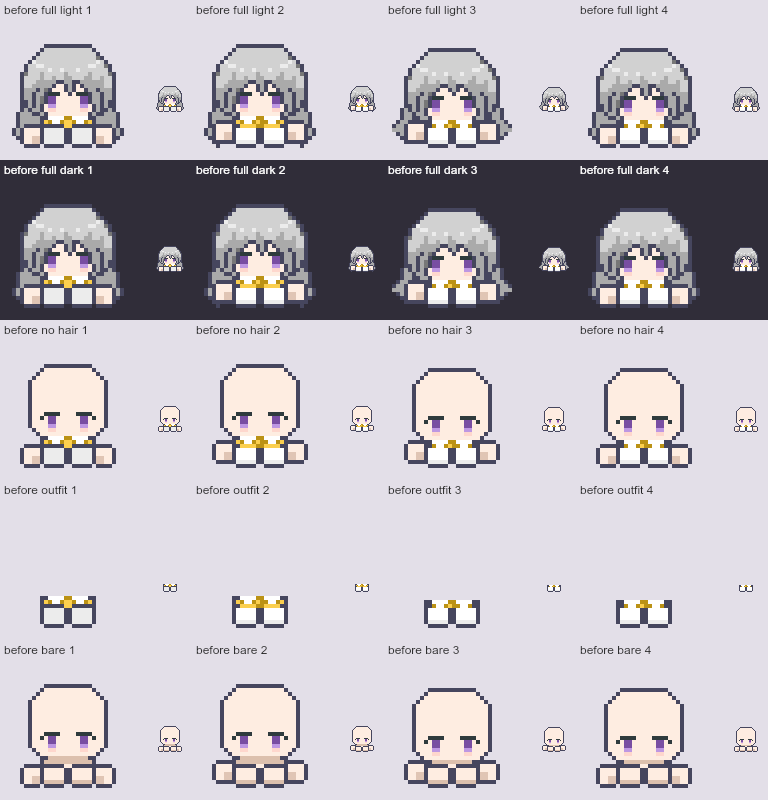 before full light 1
before full light 2
before full light 3
before full light 4
before full dark 1
before full dark 2
before full dark 3
before full dark 4
before no hair 1
before no hair 2
before no hair 3
before no hair 4
before outfit 1
before outfit 2
before outfit 3
before outfit 4
before bare 1
before bare 2
before bare 3
before bare 4